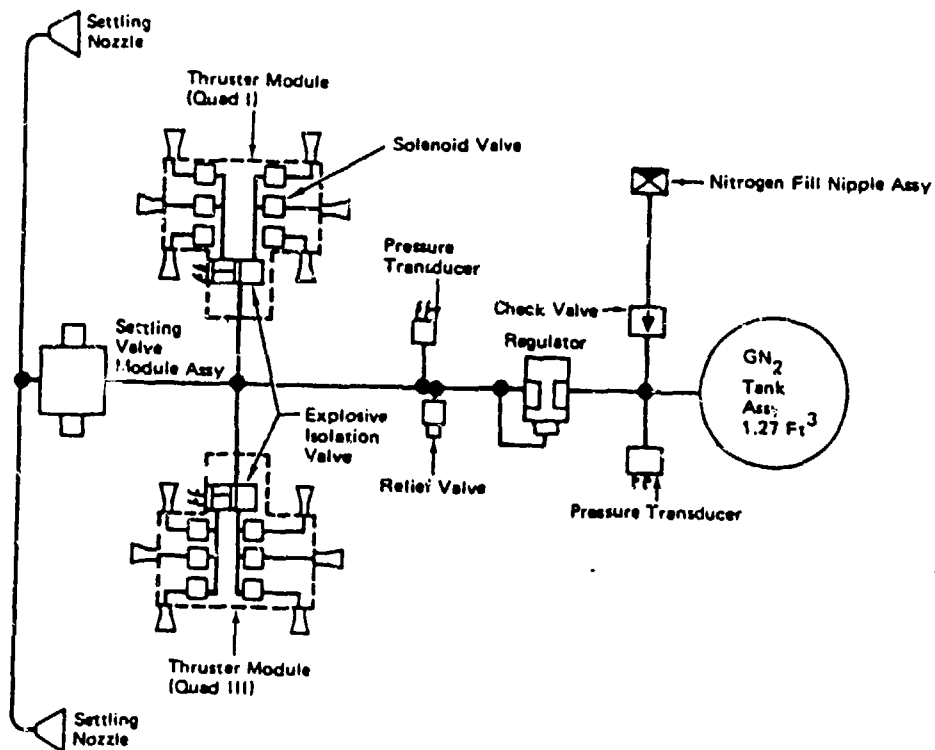 Settling
Nozzle
Thruster Module
(Quad I)
Solenoid Valve
Nitrogen Fill Nipple Assy
Pressure
Transducer
Check Valve
Regulator
Settling
Valve
Module Assy
GN2
Tank
Assy
1.27 Ft3
Explosive
Isolation
Valve
Relief Valve
Pressure Transducer
Thruster Module
(Quad III)
Settling
Nozzle